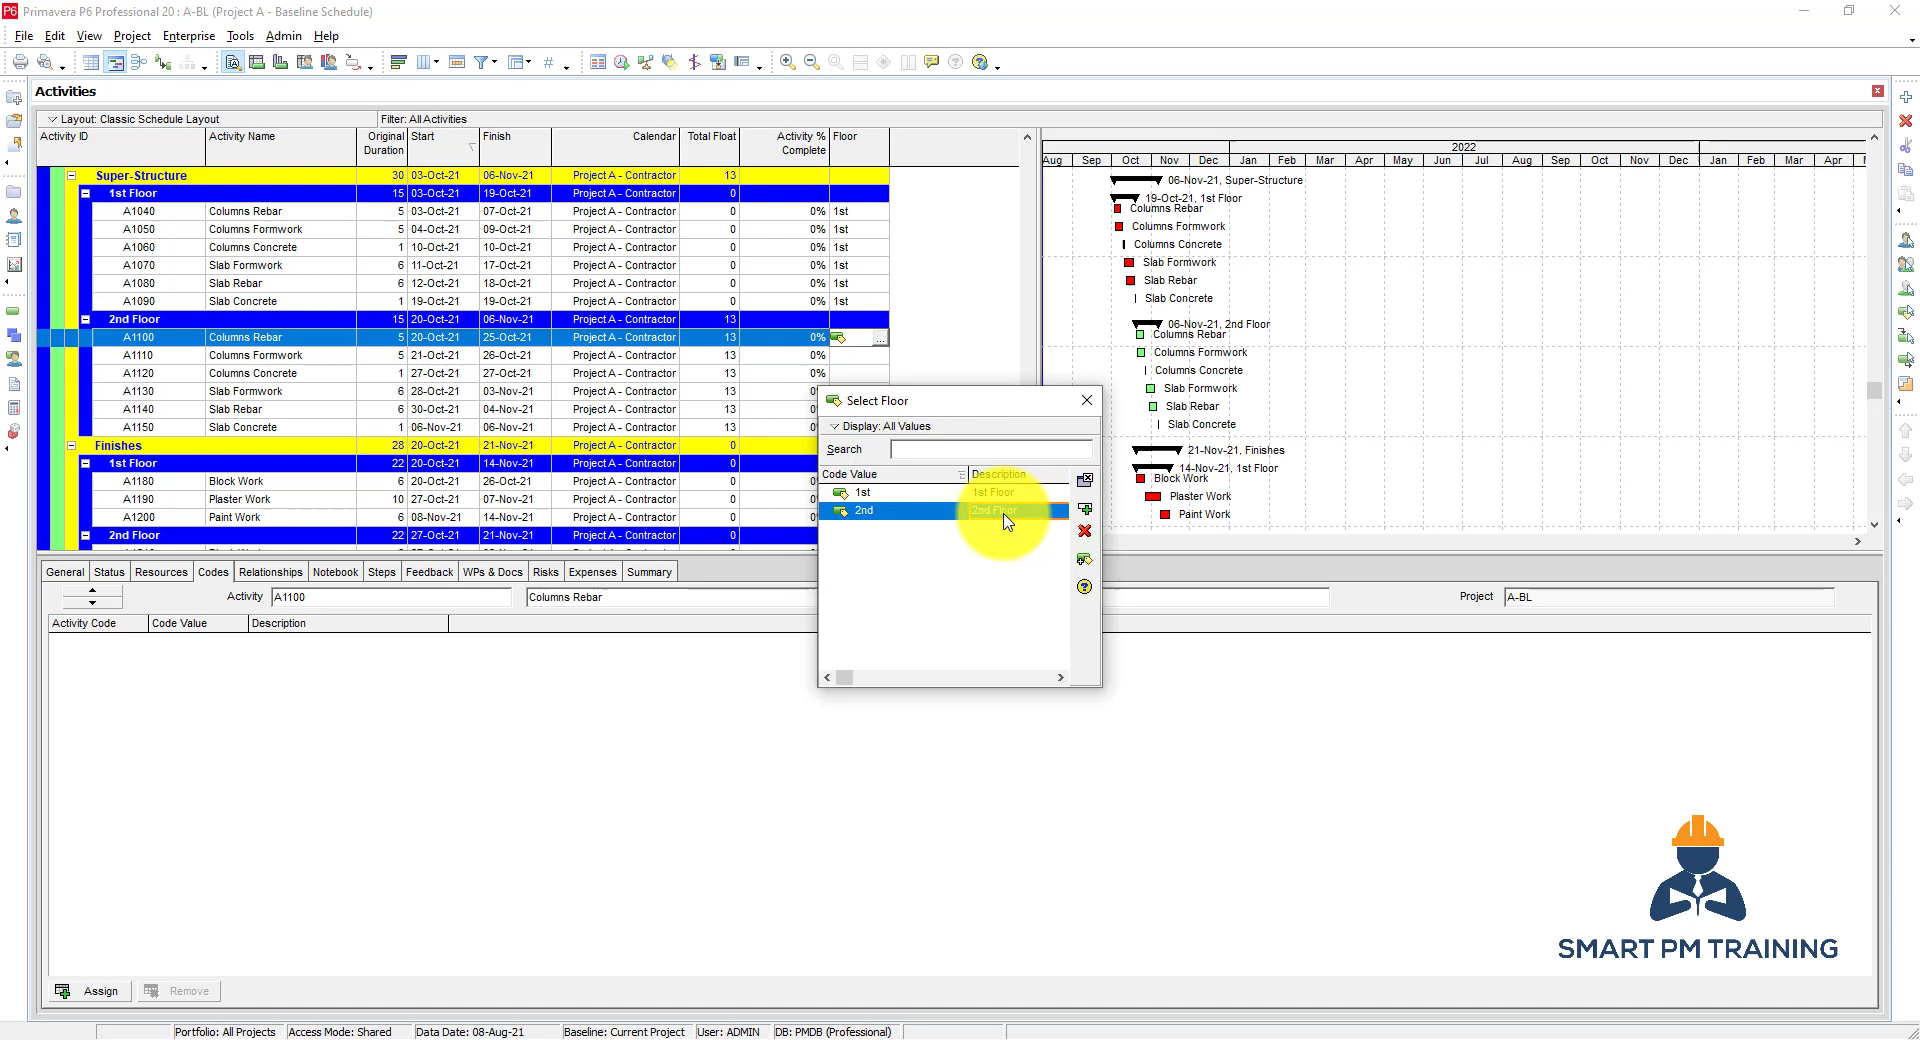 P6 Primavera P6 Professional 20 : A-BL (Project A - Baseline Schedule)
File Edit View Project Enterprise Tools Admin Help
Activities
Layout: Classic Schedule Layout Filter: All Activities
Activity ID Activity Name Original Duration Start Finish Calendar Total Float Activity % Complete Floor
2022
Aug Sep Oct Nov Dec Jan Feb Mar Apr May Jun Jul Aug Sep Oct Nov Dec Jan Feb Mar Apr
Super-Structure 30 03-Oct-21 06-Nov-21 Project A - Contractor 13 06-Nov-21, Super-Structure
1st Floor 15 03-Oct-21 19-Oct-21 Project A - Contractor 0 19-Oct-21, 1st Floor
A1040 Columns Rebar 5 03-Oct-21 07-Oct-21 Project A - Contractor 0 0% 1st Columns Rebar
A1050 Columns Formwork 5 04-Oct-21 09-Oct-21 Project A - Contractor 0 0% 1st Columns Formwork
A1060 Columns Concrete 1 10-Oct-21 10-Oct-21 Project A - Contractor 0 0% 1st Columns Concrete
A1070 Slab Formwork 6 11-Oct-21 17-Oct-21 Project A - Contractor 0 0% 1st Slab Formwork
A1080 Slab Rebar 6 12-Oct-21 18-Oct-21 Project A - Contractor 0 0% 1st Slab Rebar
A1090 Slab Concrete 1 19-Oct-21 19-Oct-21 Project A - Contractor 0 0% 1st Slab Concrete
2nd Floor 15 20-Oct-21 06-Nov-21 Project A - Contractor 13 06-Nov-21, 2nd Floor
A1100 Columns Rebar 5 20-Oct-21 25-Oct-21 Project A - Contractor 13 0% ... Columns Rebar
A1110 Columns Formwork 5 21-Oct-21 26-Oct-21 Project A - Contractor 13 0% Columns Formwork
A1120 Columns Concrete 1 27-Oct-21 27-Oct-21 Project A - Contractor 13 0% Columns Concrete
A1130 Slab Formwork 6 28-Oct-21 03-Nov-21 Project A - Contractor 13 Slab Formwork
A1140 Slab Rebar 6 30-Oct-21 04-Nov-21 Project A - Contractor 13 Slab Rebar
A1150 Slab Concrete 1 06-Nov-21 06-Nov-21 Project A - Contractor 13 Slab Concrete
Finishes 28 20-Oct-21 21-Nov-21 Project A - Contractor 0 21-Nov-21, Finishes
1st Floor 22 20-Oct-21 14-Nov-21 Project A - Contractor 0 14-Nov-21, 1st Floor
A1180 Block Work 6 20-Oct-21 26-Oct-21 Project A - Contractor 0 Block Work
A1190 Plaster Work 10 27-Oct-21 07-Nov-21 Project A - Contractor 0 Plaster Work
A1200 Paint Work 6 08-Nov-21 14-Nov-21 Project A - Contractor 0 Paint Work
2nd Floor 22 27-Oct-21 21-Nov-21 Project A - Contractor 0
Select Floor
Display: All Values
Search
Code Value Description
1st 1st Floor
2nd 2nd Floor
General Status Resources Codes Relationships Notebook Steps Feedback WPs & Docs Risks Expenses Summary
Activity A1100 Columns Rebar Project A-BL
Activity Code Code Value Description
SMART PM TRAINING
Assign Remove
Portfolio: All Projects Access Mode: Shared Data Date: 08-Aug-21 Baseline: Current Project User: ADMIN DB: PMDB (Professional)